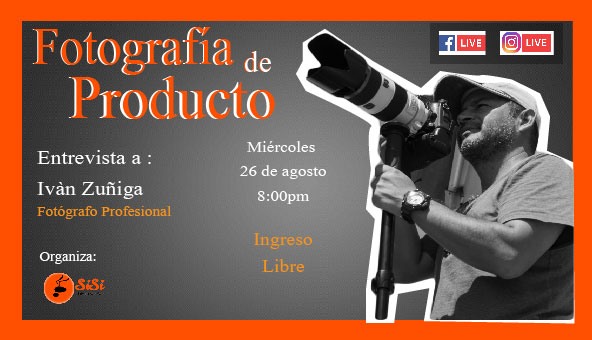 Fotografía de
Producto
LIVE
LIVE
Entrevista a :
Ivàn Zuñiga
Fotógrafo Profesional
Miércoles
26 de agosto
8:00pm
Ingreso
Libre
Organiza:
SiSi